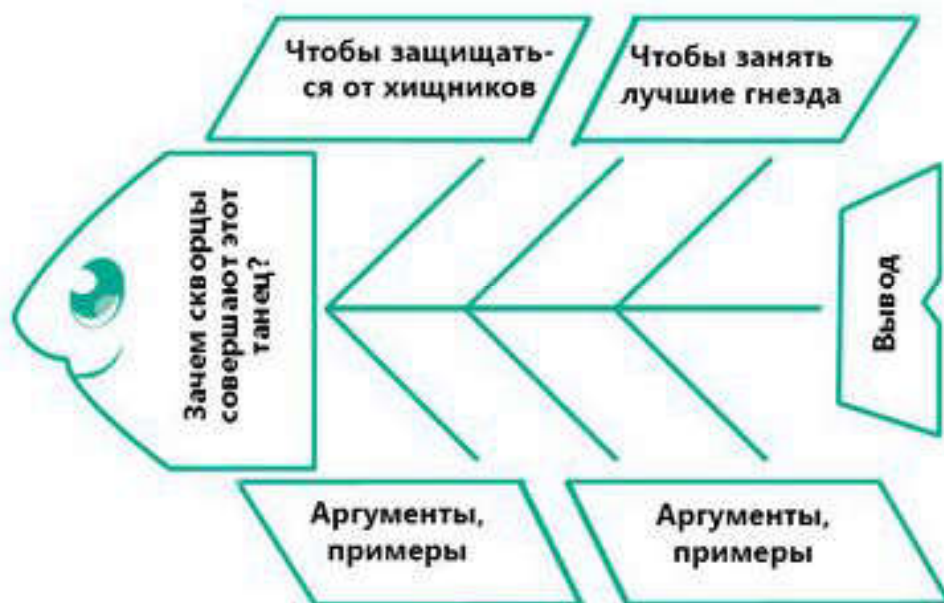 Чтобы защищать-
ся от хищников
Чтобы занять
лучшие гнезда
Зачем скворцы
совершают этот
танец?
Вывод
Аргументы,
примеры
Аргументы,
примеры